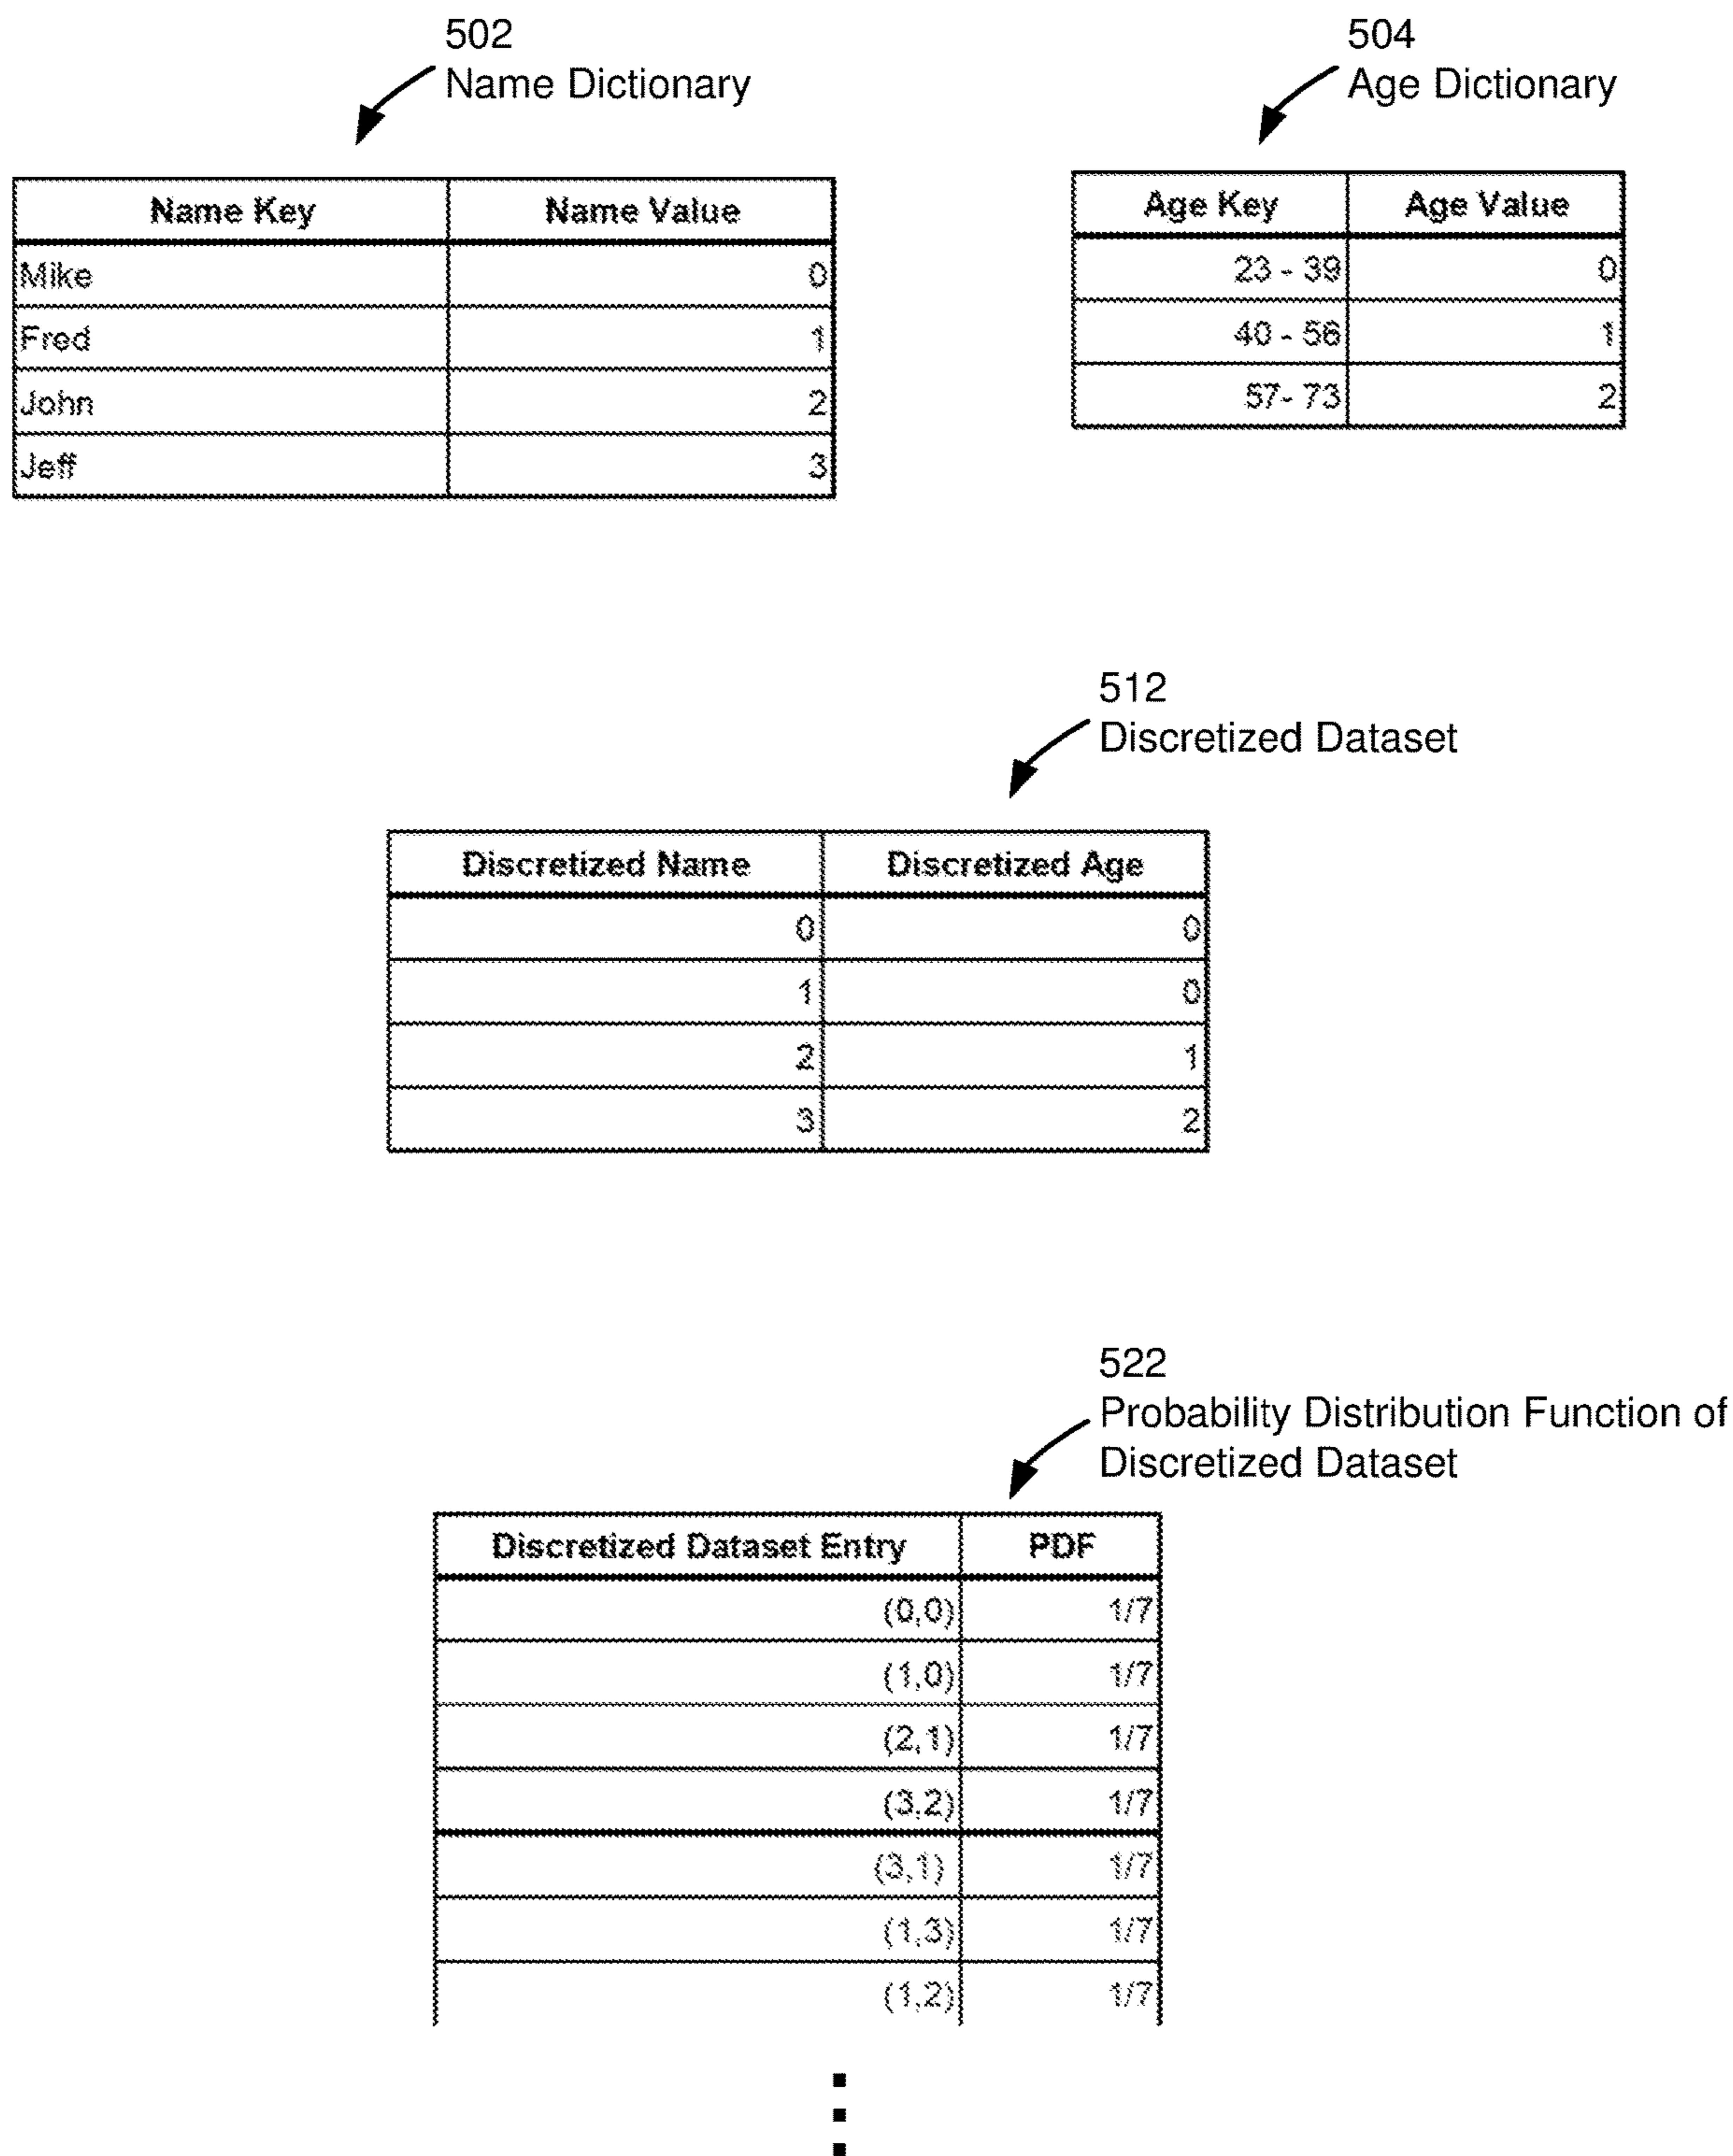 502
Name Dictionary
504
Age Dictionary
Name Key Name Value
Mike 0
Fred 1
John 2
Jeff 3
Age Key Age Value
23 - 39 0
40 - 56 1
57- 73 2
512
Discretized Dataset
Discretized Name Discretized Age
0 0
1 0
2 1
3 2
522
Probability Distribution Function of
Discretized Dataset
Discretized Dataset Entry PDF
(0,0) 1/7
(1,0) 1/7
(2,1) 1/7
(3,2) 1/7
(3,1) 1/7
(1,3) 1/7
(1,2) 1/7